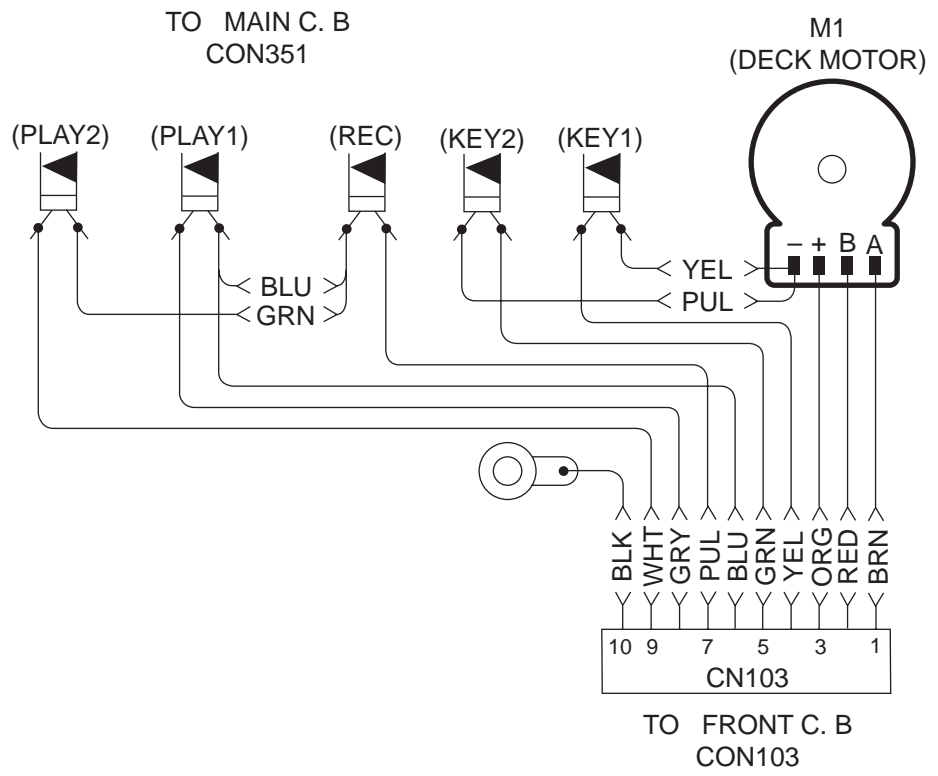 TO MAIN C. B
CON351
M1
(DECK MOTOR)
(PLAY2) (PLAY1) (REC) (KEY2) (KEY1)
− + B A
YEL
PUL
BLU
GRN
BLK WHT GRY PUL BLU GRN YEL ORG RED BRN
10 9 7 5 3 1
CN103
TO FRONT C. B
CON103